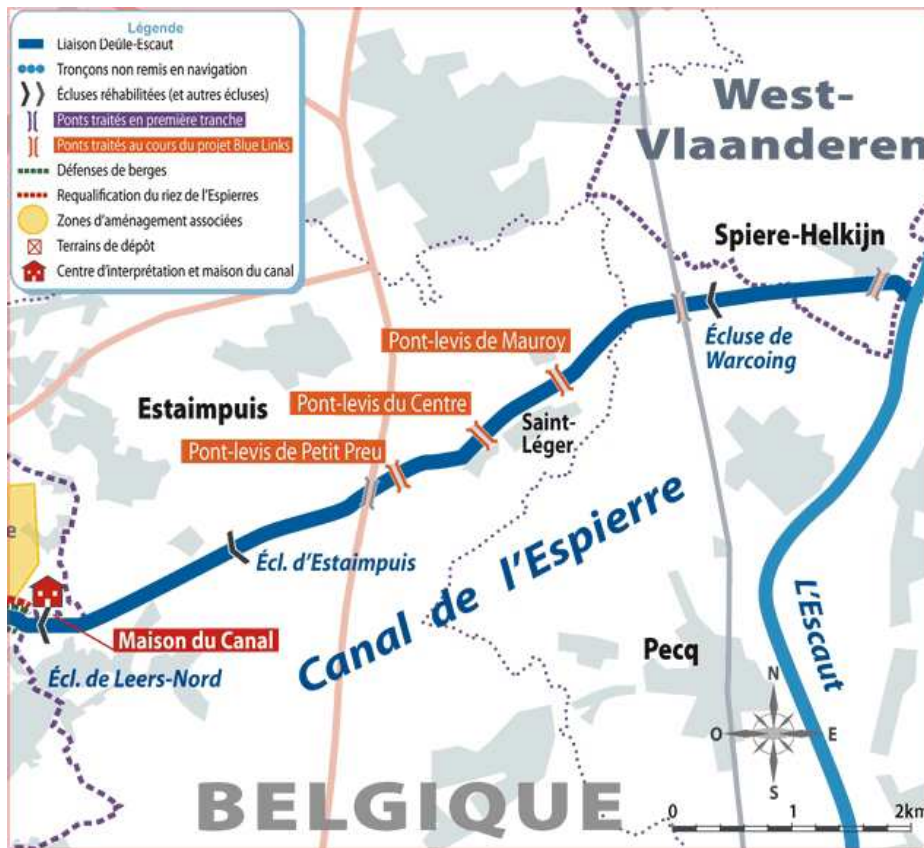 Légende
Liaison Deûle-Escaut
Tronçons non remis en navigation
Écluses réhabilitées (et autres écluses)
Ponts traités en première tranche
Ponts traités au cours du projet Blue Links
Défenses de berges
Requalification du riez de l'Espierres
Zones d'aménagement associées
Terrains de dépôt
Centre d'interprétation et maison du canal
West-
Vlaanderen
Spiere-Helkijn
Pont-levis de Mauroy
Écluse de
Warcoing
Estaimpuis
Pont-levis du Centre
Saint-
Léger
Pont-levis de Petit Preu
e
Écl. d'Estaimpuis
Canal de l'Espierre
L'Escaut
Maison du Canal
Écl. de Leers-Nord
Pecq
N
O
E
S
BELGIQUE
0
1
2km